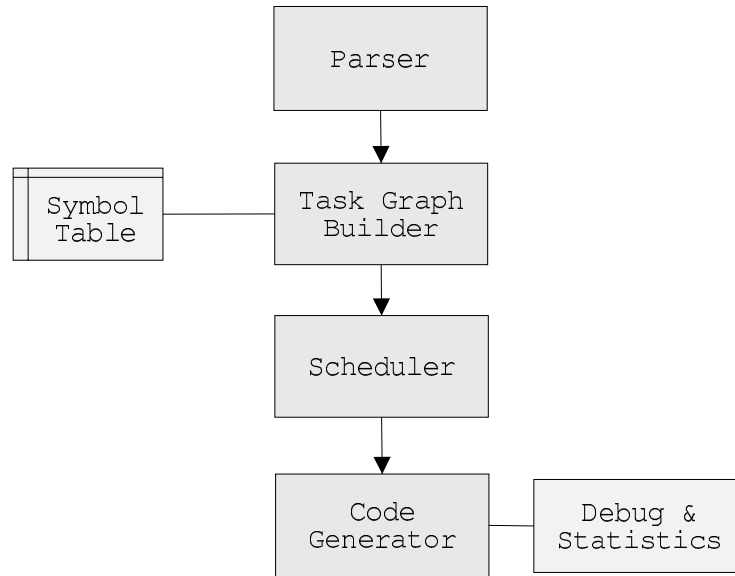 Parser
Symbol
Table
Task Graph
Builder
Scheduler
Code
Generator
Debug &
Statistics